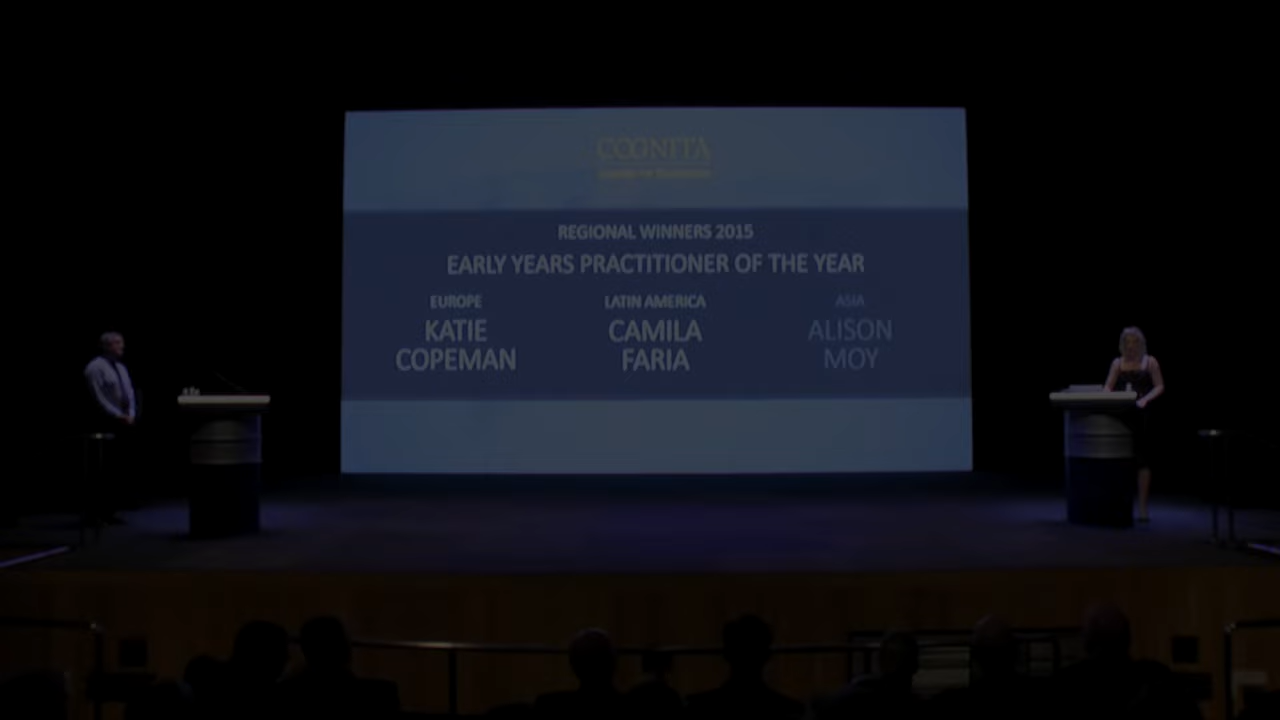 COGNITA
REGIONAL WINNERS 2015
EARLY YEARS PRACTITIONER OF THE YEAR
EUROPE LATIN AMERICA ASIA
KATIE CAMILA ALISON
COPEMAN FARIA MOY